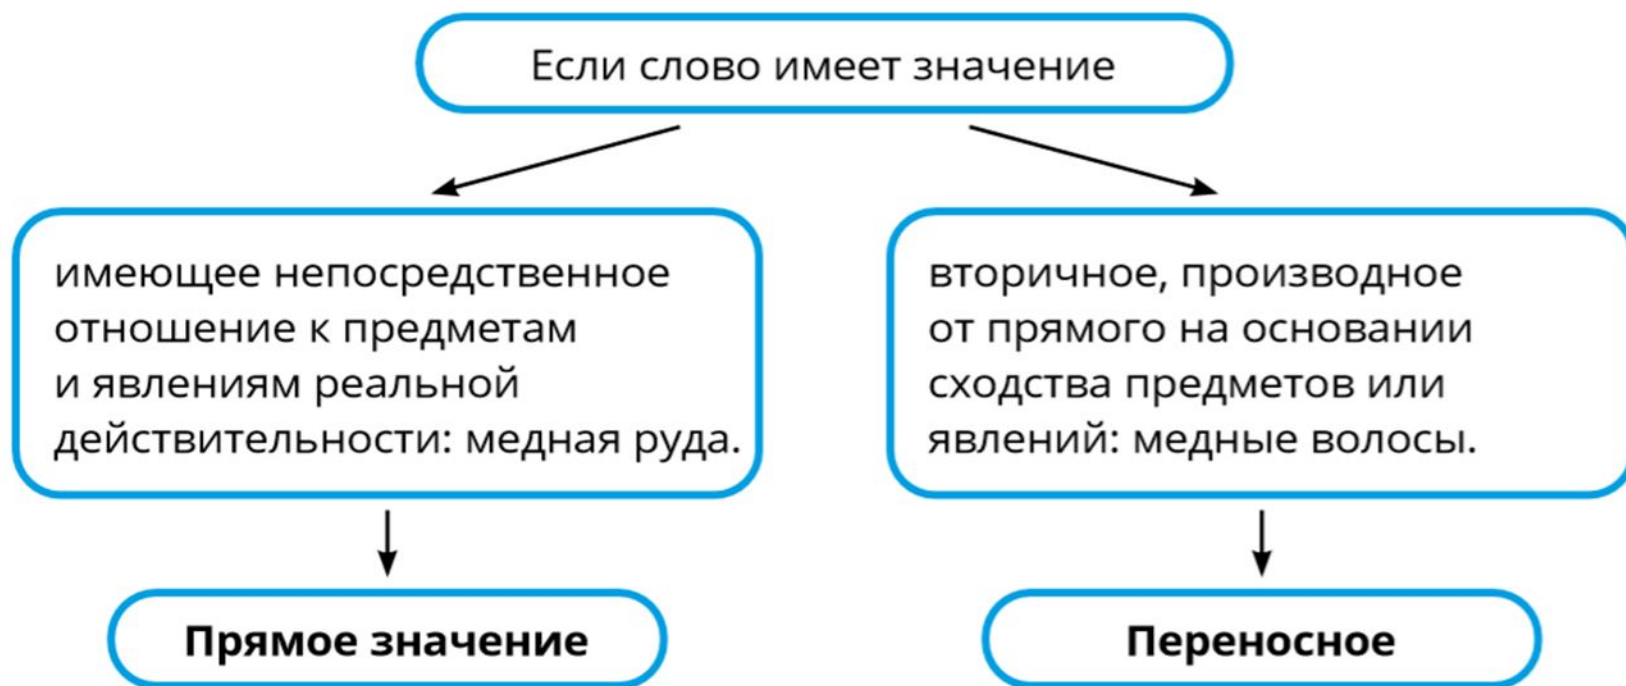 Если слово имеет значение
имеющее непосредственное
отношение к предметам
и явлениям реальной
действительности: медная руда.
вторичное, производное
от прямого на основании
сходства предметов или
явлений: медные волосы.
Прямое значение
Переносное